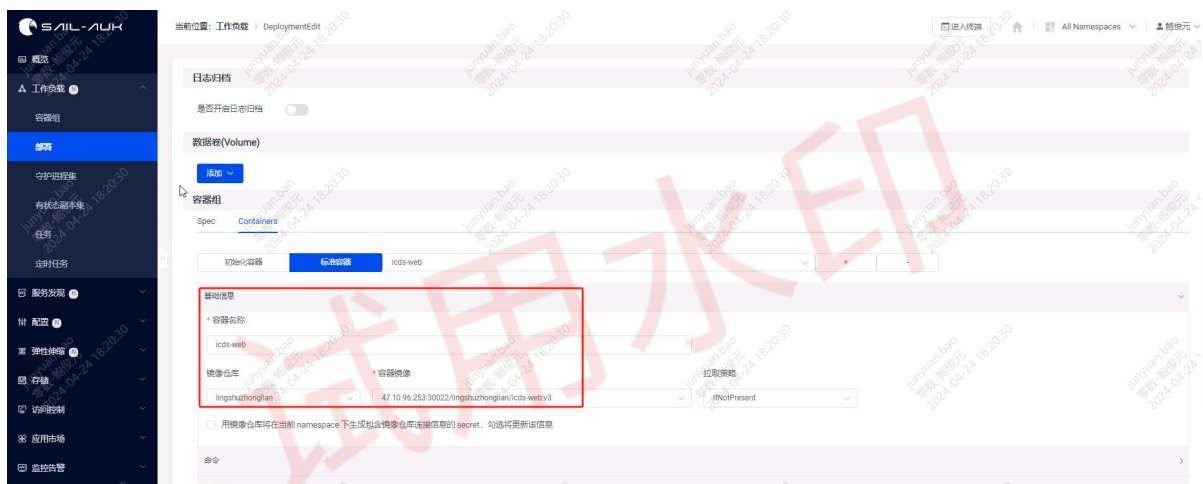 SAIL-AUK
当前位置：工作负载 > DeploymentEdit
进入终端
All Namespaces
鲍俊元
概览
工作负载 N
容器组
部署
守护进程集
有状态副本集
任务
定时任务
服务发现 N
配置 N
弹性伸缩 N
存储
访问控制
应用市场
监控告警
日志归档
是否开启日志归档
数据卷(Volume)
添加
容器组
Spec Containers
初始化容器 标准容器 icds-web + -
基础信息
* 容器名称
icds-web
镜像仓库 * 容器镜像 拉取策略
lingshuzhonglian 47.10.96.253:30022/lingshuzhonglian/icds-web:v3 IfNotPresent
用镜像仓库将在当前 namespace 下生成包含镜像仓库连接信息的 secret，勾选将更新该信息
命令
试用水印
junyuan.bao
零数-鲍俊元
2024-04-24 18:20:30